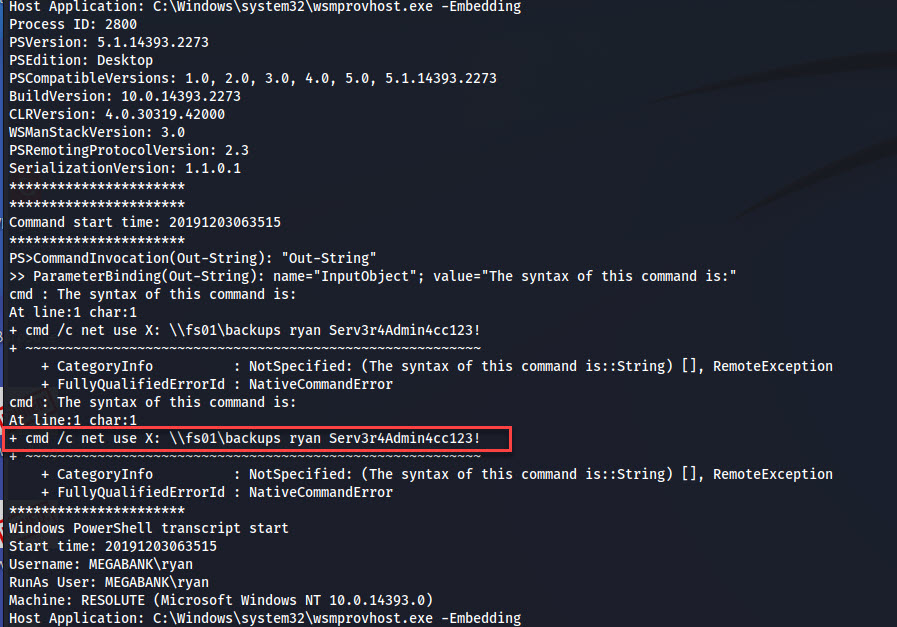 Host Application: C:\Windows\system32\wsmprovhost.exe -Embedding
Process ID: 2800
PSVersion: 5.1.14393.2273
PSEdition: Desktop
PSCompatibleVersions: 1.0, 2.0, 3.0, 4.0, 5.0, 5.1.14393.2273
BuildVersion: 10.0.14393.2273
CLRVersion: 4.0.30319.42000
WSManStackVersion: 3.0
PSRemotingProtocolVersion: 2.3
SerializationVersion: 1.1.0.1
**********************
**********************
Command start time: 20191203063515
**********************
PS>CommandInvocation(Out-String): "Out-String"
>> ParameterBinding(Out-String): name="InputObject"; value="The syntax of this command is:"
cmd : The syntax of this command is:
At line:1 char:1
+ cmd /c net use X: \\fs01\backups ryan Serv3r4Admin4cc123!
+ ~~~~~~~~~~~~~~~~~~~~~~~~~~~~~~~~~~~~~~~~~~~~~~~~~~~~~~~~~
    + CategoryInfo          : NotSpecified: (The syntax of this command is::String) [], RemoteException
    + FullyQualifiedErrorId : NativeCommandError
cmd : The syntax of this command is:
At line:1 char:1
+ cmd /c net use X: \\fs01\backups ryan Serv3r4Admin4cc123!
+ ~~~~~~~~~~~~~~~~~~~~~~~~~~~~~~~~~~~~~~~~~~~~~~~~~~~~~~~~~
    + CategoryInfo          : NotSpecified: (The syntax of this command is::String) [], RemoteException
    + FullyQualifiedErrorId : NativeCommandError
**********************
Windows PowerShell transcript start
Start time: 20191203063515
Username: MEGABANK\ryan
RunAs User: MEGABANK\ryan
Machine: RESOLUTE (Microsoft Windows NT 10.0.14393.0)
Host Application: C:\Windows\system32\wsmprovhost.exe -Embedding